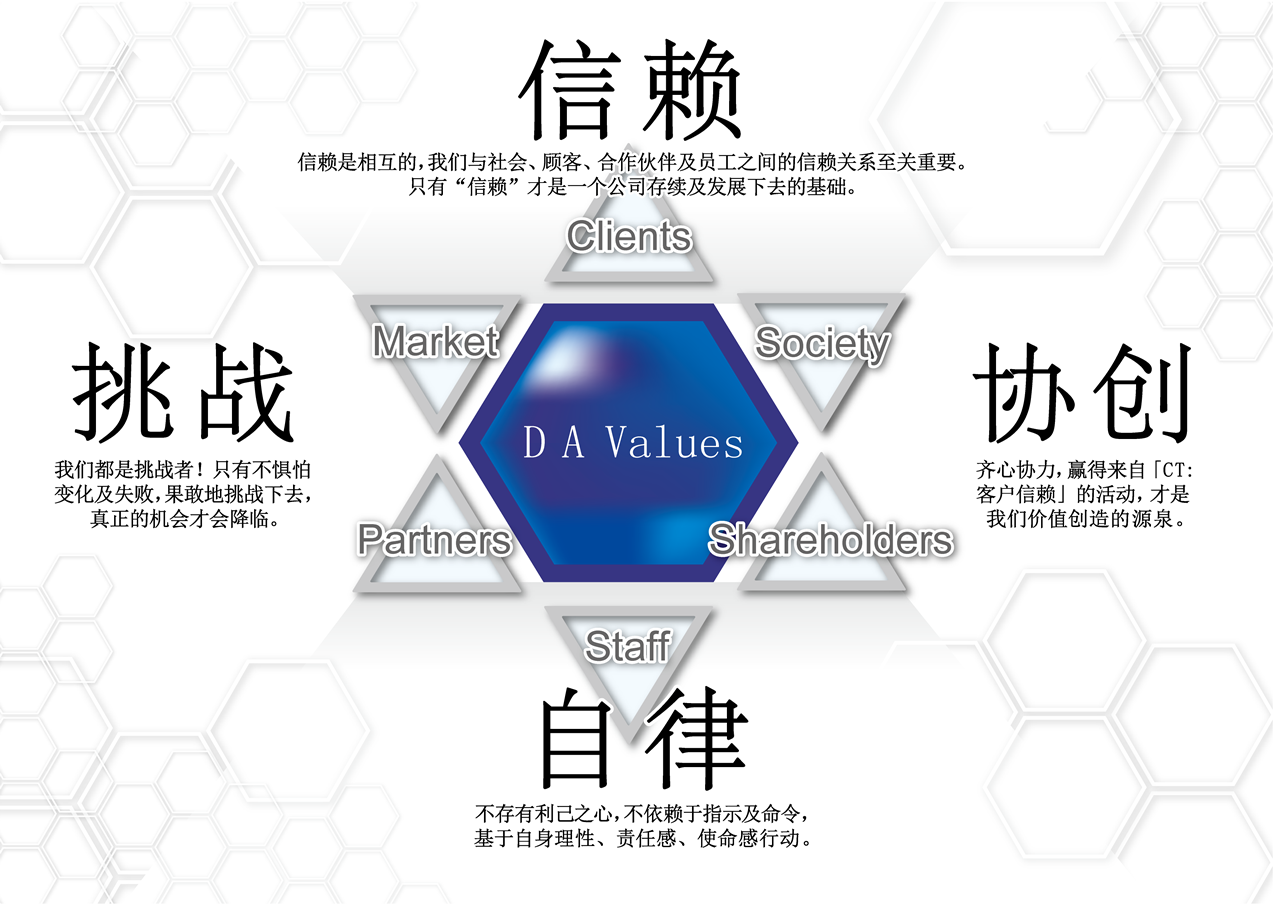 信赖
信赖是相互的，我们与社会、顾客、合作伙伴及员工之间的信赖关系至关重要。
只有“信赖”才是一个公司存续及发展下去的基础。
Clients
Market
Society
挑战
我们都是挑战者！只有不惧怕
变化及失败，果敢地挑战下去，
真正的机会才会降临。
DA Values
协创
齐心协力，赢得来自「CT:
客户信赖」的活动，才是
我们价值创造的源泉。
Partners
Shareholders
Staff
自律
不存有利己之心，不依赖于指示及命令，
基于自身理性、责任感、使命感行动。